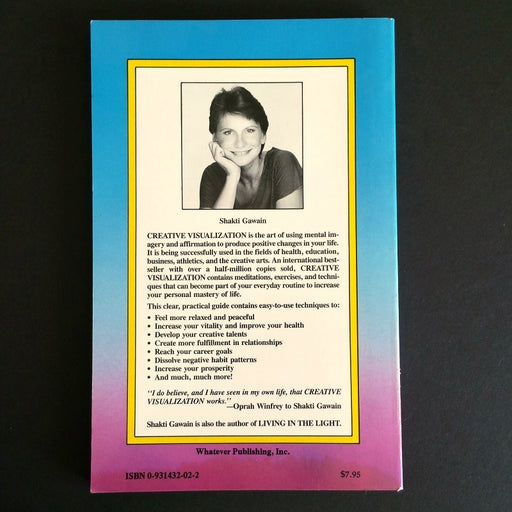 Shakti Gawain
CREATIVE VISUALIZATION is the art of using mental im-
agery and affirmation to produce positive changes in your life.
It is being successfully used in the fields of health, education,
business, athletics, and the creative arts. An international best-
seller with over a half-million copies sold, CREATIVE
VISUALIZATION contains meditations, exercises, and techni-
ques that can become part of your everyday routine to increase
your personal mastery of life.
This clear, practical guide contains easy-to-use techniques to:
• Feel more relaxed and peaceful
• Increase your vitality and improve your health
• Develop your creative talents
• Create more fulfillment in relationships
• Reach your career goals
• Dissolve negative habit patterns
• Increase your prosperity
• And much, much more!
"I do believe, and I have seen in my own life, that CREATIVE
VISUALIZATION works."
—Oprah Winfrey to Shakti Gawain
Shakti Gawain is also the author of LIVING IN THE LIGHT.
Whatever Publishing, Inc.
ISBN 0-931432-02-2
$7.95